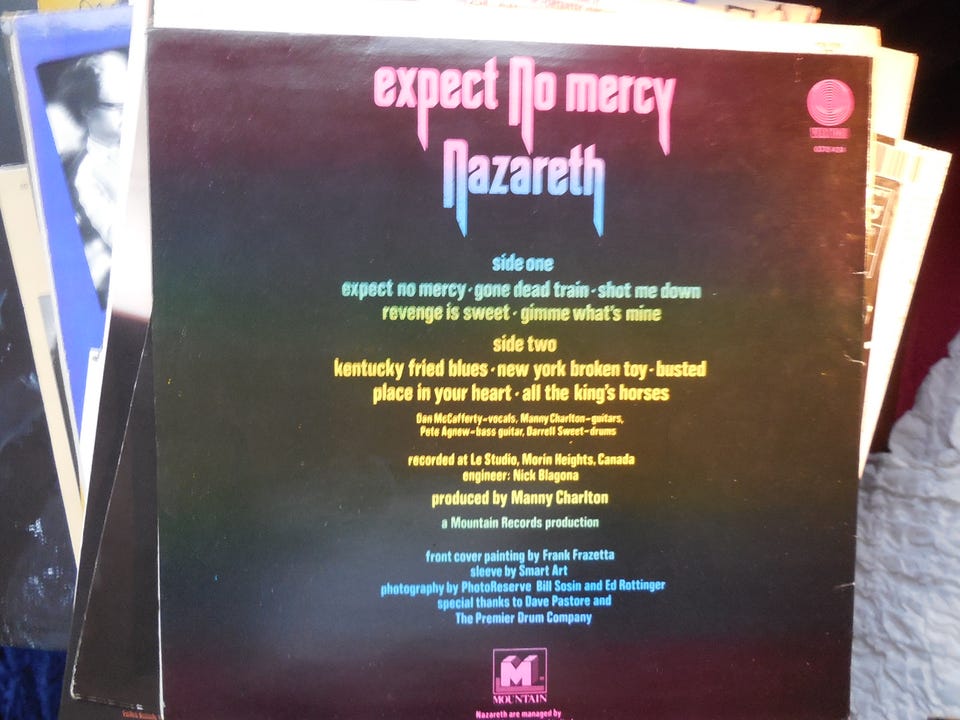 expect No mercy
Nazareth
side one
expect no mercy · gone dead train · shot me down
revenge is sweet · gimme what's mine
side two
kentucky fried blues · new york broken toy · busted
place in your heart · all the king's horses
Dan McCafferty~vocals, Manny Charlton~guitars,
Pete Agnew~bass guitar, Darrell Sweet~drums
recorded at Le Studio, Morin Heights, Canada
engineer: Nick Blagona
produced by Manny Charlton
a Mountain Records production
front cover painting by Frank Frazetta
sleeve by Smart Art
photography by PhotoReserve Bill Sosin and Ed Rottinger
special thanks to Dave Pastore and
The Premier Drum Company
M
MOUNTAIN
Nazareth are managed by